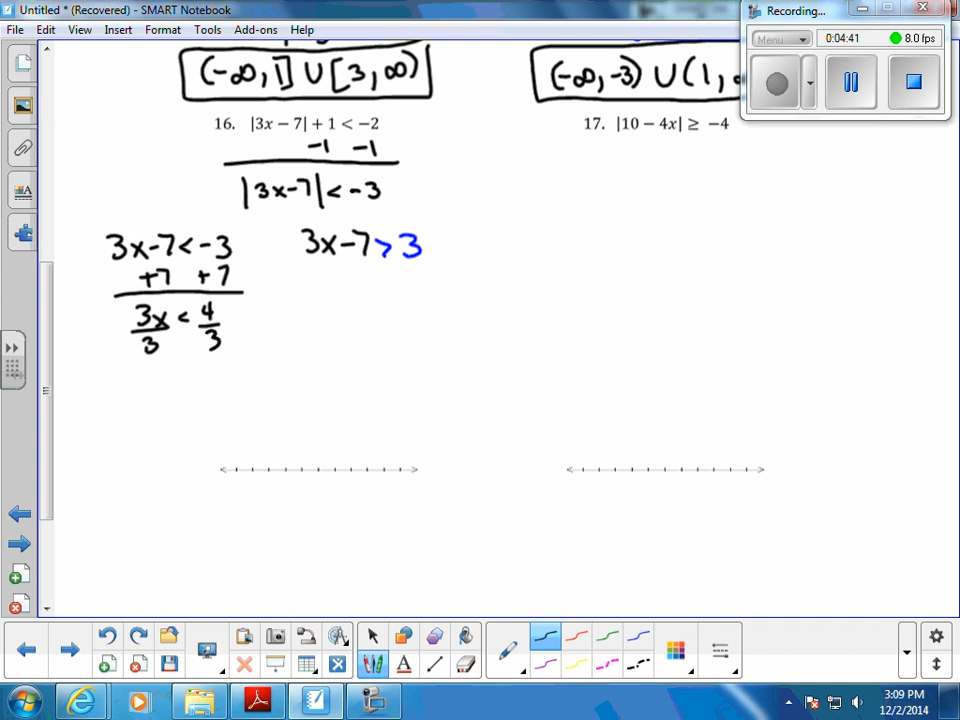 Untitled * (Recovered) - SMART Notebook
File Edit View Insert Format Tools Add-ons Help
Recording...
Menu
0:04:41
8.0 fps
(-∞, 1] ∪ [3, ∞)
(-∞, -3) ∪ (1,
16. |3x − 7| + 1 < −2
17. |10 − 4x| ≥ −4
-1 -1
|3x-7| < -3
3x-7 < -3
3x-7 > 3
+7 +7
3x < 4
3 3
A
3:09 PM
12/2/2014